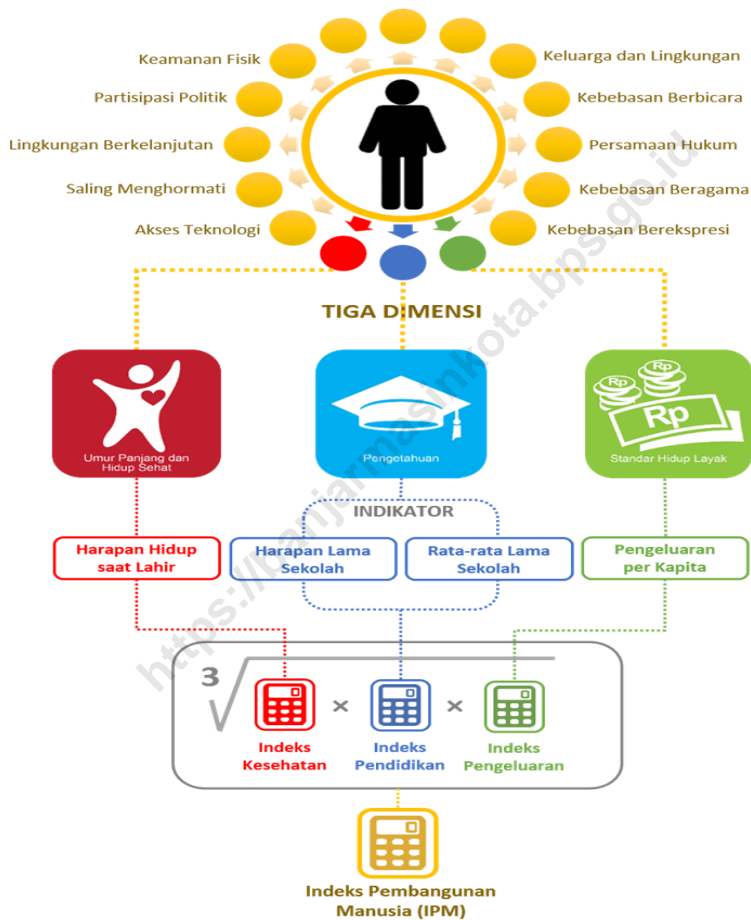 Keamanan Fisik
Keluarga dan Lingkungan
Partisipasi Politik
Kebebasan Berbicara
Lingkungan Berkelanjutan
Persamaan Hukum
Saling Menghormati
Kebebasan Beragama
Akses Teknologi
Kebebasan Berekspresi
TIGA DIMENSI
Rp
Rp
Rp
Umur Panjang dan
Hidup Sehat
Pengetahuan
Standar Hidup Layak
INDIKATOR
Harapan Hidup
saat Lahir
Harapan Lama
Sekolah
Rata-rata Lama
Sekolah
Pengeluaran
per Kapita
3
×
×
Indeks
Kesehatan
Indeks
Pendidikan
Indeks
Pengeluaran
Indeks Pembangunan
Manusia (IPM)
https://banjarmasinkota.bps.go.id